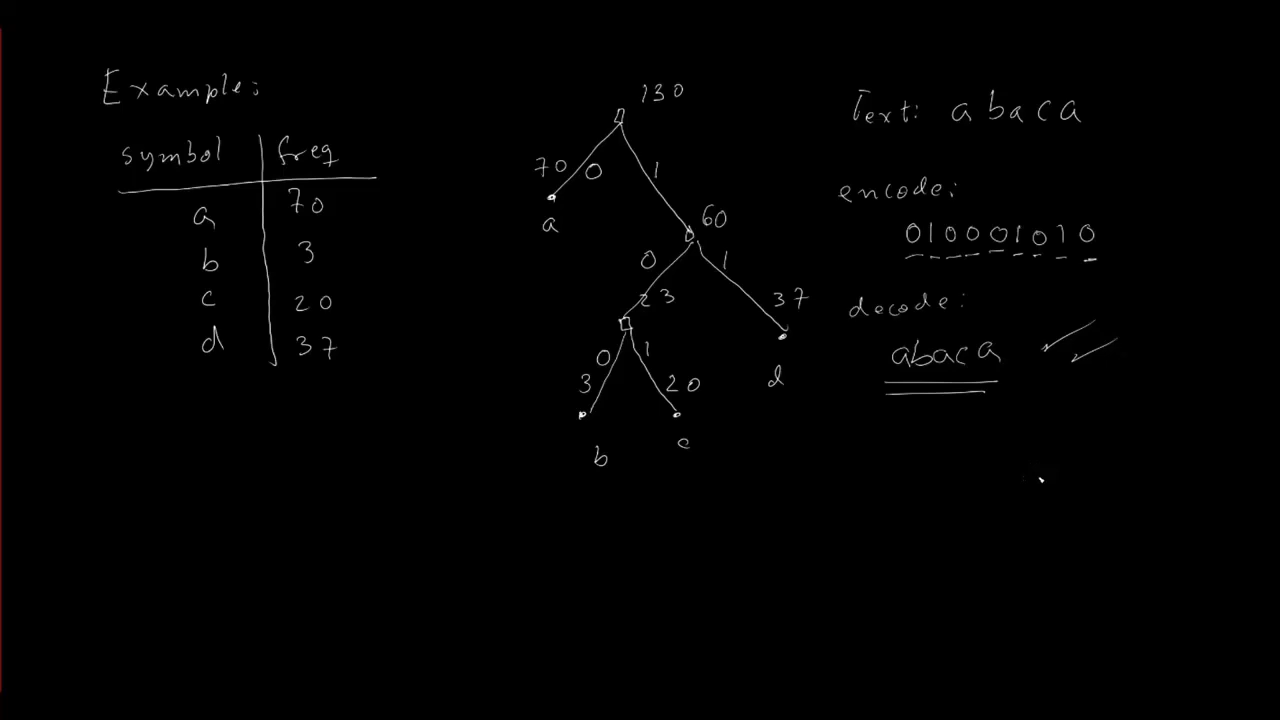 Example:
symbol freq
a 70
b 3
c 20
d 37
130
70 0 1
a
60
0 1
23 37
0 1
3 20
d
b c
Text: abaca
encode:
010001010
decode:
abaca